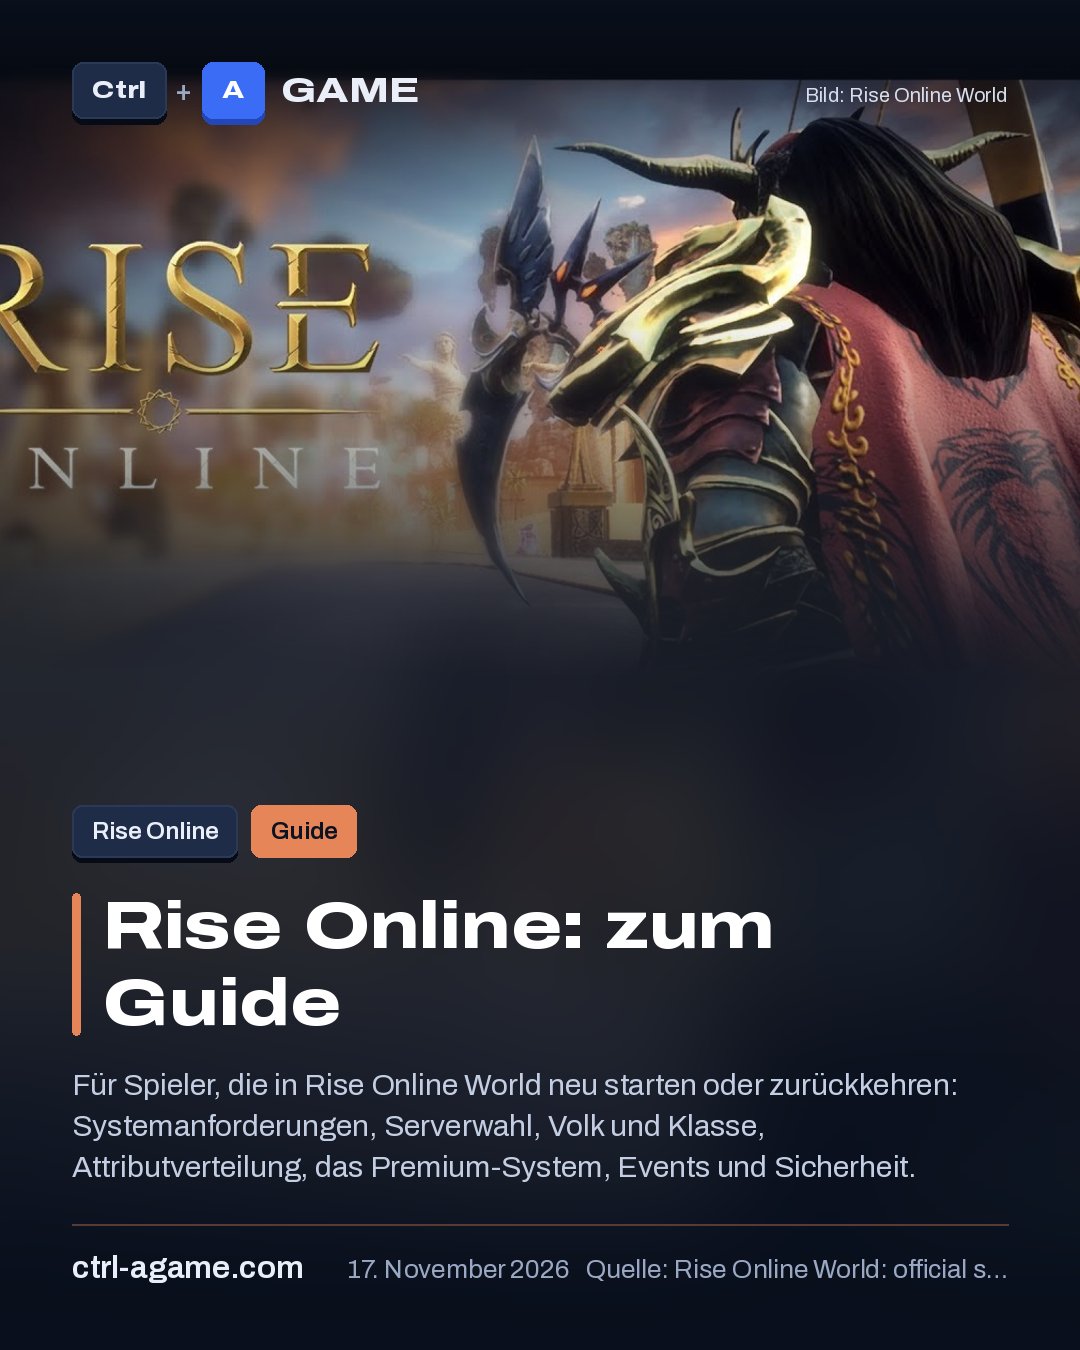 Ctrl + A GAME
Bild: Rise Online World
RISE
NLINE
Rise Online
Guide
Rise Online: zum
Guide
Für Spieler, die in Rise Online World neu starten oder zurückkehren:
Systemanforderungen, Serverwahl, Volk und Klasse,
Attributverteilung, das Premium-System, Events und Sicherheit.
ctrl-agame.com
17. November 2026 Quelle: Rise Online World: official s...